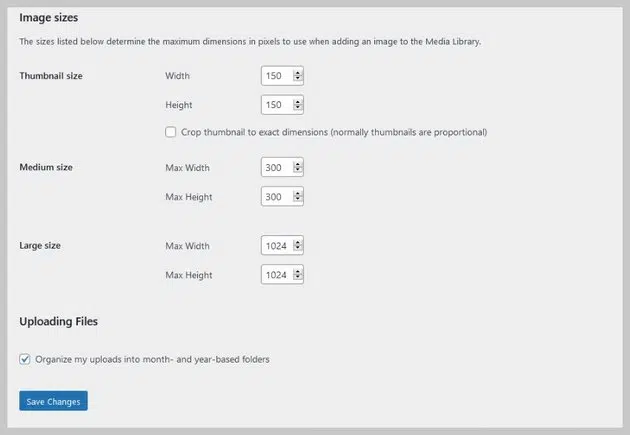 Image sizes
The sizes listed below determine the maximum dimensions in pixels to use when adding an image to the Media Library.
Thumbnail size
Width 150
Height 150
Crop thumbnail to exact dimensions (normally thumbnails are proportional)
Medium size
Max Width 300
Max Height 300
Large size
Max Width 1024
Max Height 1024
Uploading Files
Organize my uploads into month- and year-based folders
Save Changes